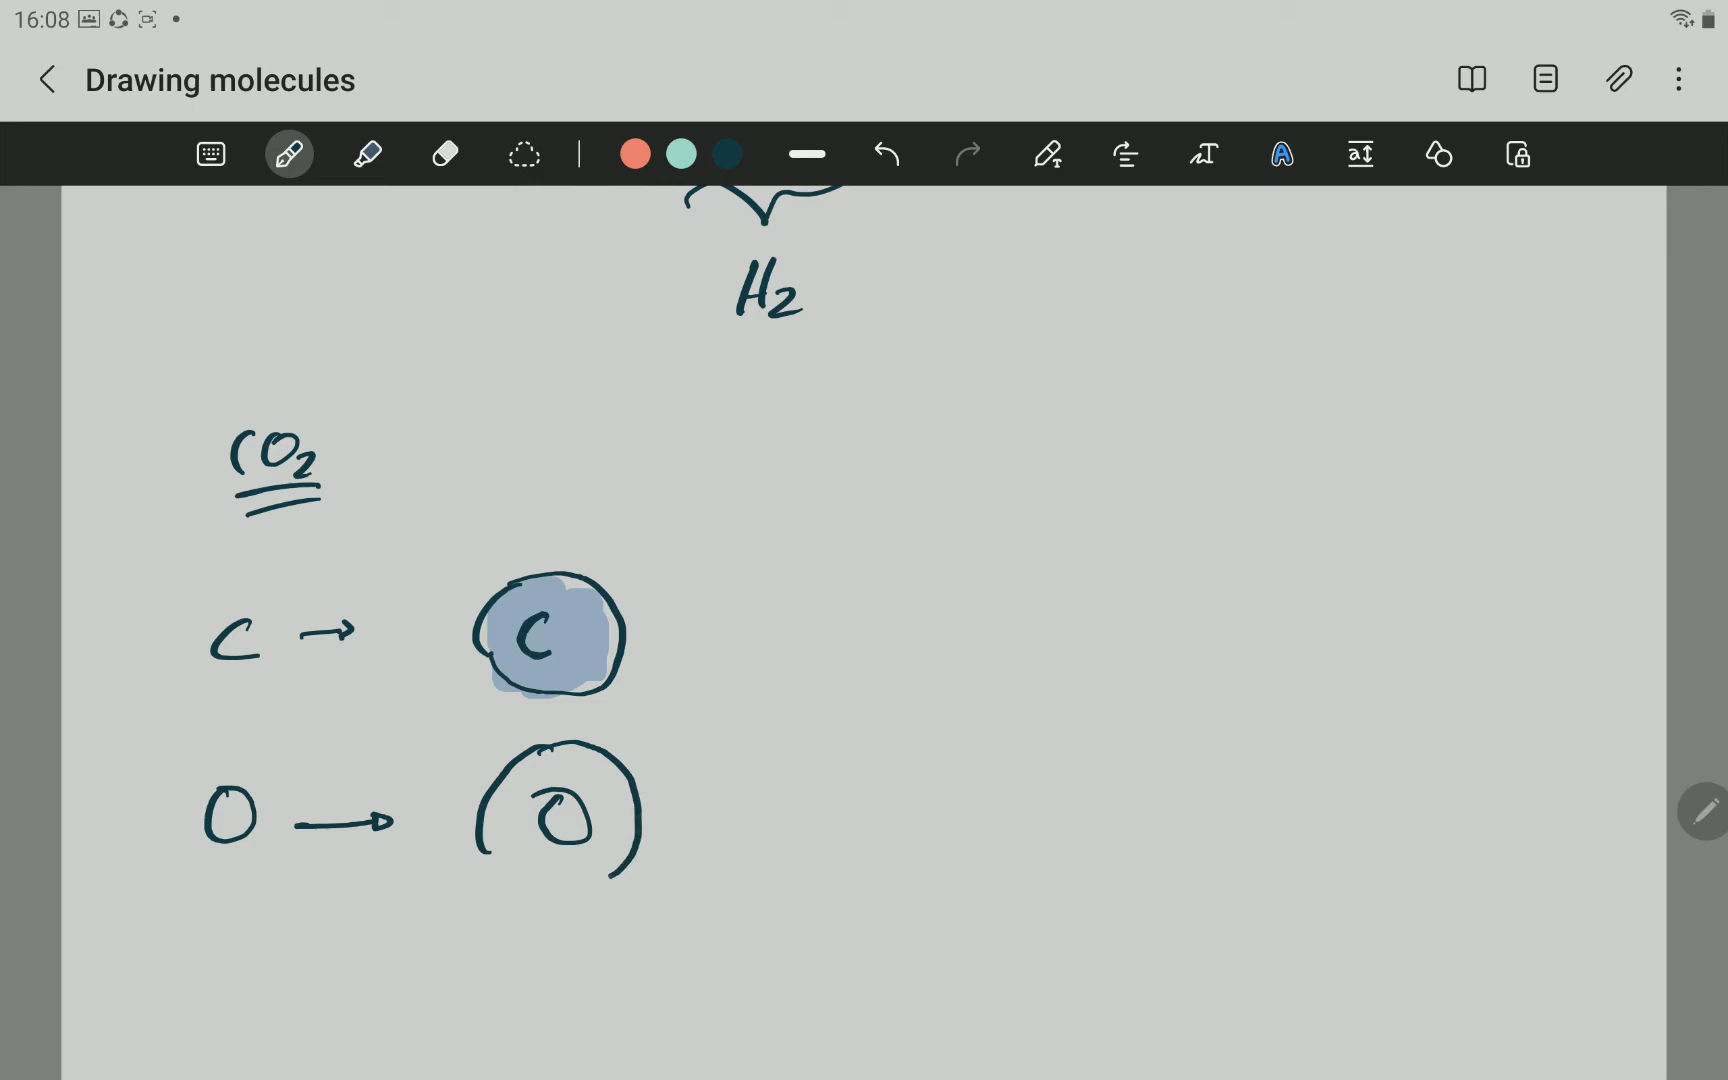 16:08
Drawing molecules
H₂
CO₂
C → C
O → O